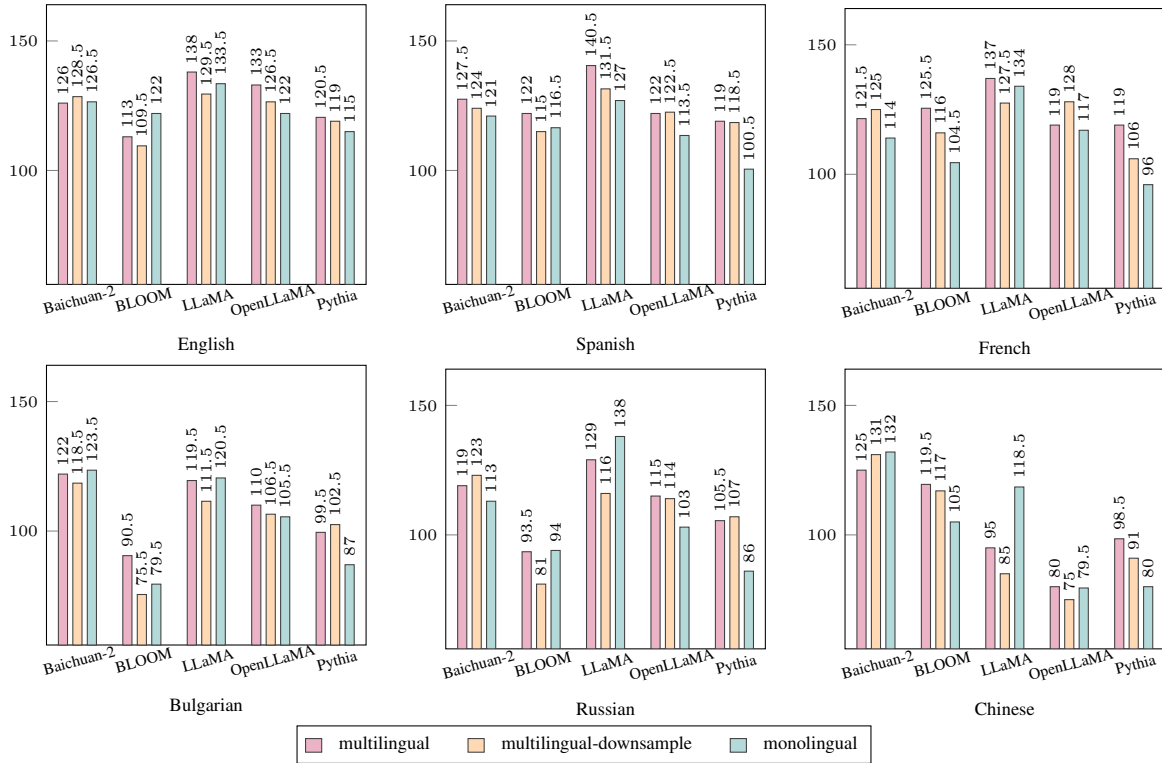 150
100
126
128.5
126.5
113
109.5
122
138
129.5
133.5
133
126.5
122
120.5
119
115
Baichuan-2
BLOOM
LLaMA
OpenLLaMA
Pythia
English
150
100
127.5
124
121
122
115
116.5
140.5
131.5
127
122
122.5
113.5
119
118.5
100.5
Baichuan-2
BLOOM
LLaMA
OpenLLaMA
Pythia
Spanish
150
100
121.5
125
114
125.5
116
104.5
137
127.5
134
119
128
117
119
106
96
Baichuan-2
BLOOM
LLaMA
OpenLLaMA
Pythia
French
150
100
122
118.5
123.5
90.5
75.5
79.5
119.5
111.5
120.5
110
106.5
105.5
99.5
102.5
87
Baichuan-2
BLOOM
LLaMA
OpenLLaMA
Pythia
Bulgarian
150
100
119
123
113
93.5
81
94
129
116
138
115
114
103
105.5
107
86
Baichuan-2
BLOOM
LLaMA
OpenLLaMA
Pythia
Russian
150
100
125
131
132
119.5
117
105
95
85
118.5
80
75
79.5
98.5
91
80
Baichuan-2
BLOOM
LLaMA
OpenLLaMA
Pythia
Chinese
multilingual
multilingual-downsample
monolingual